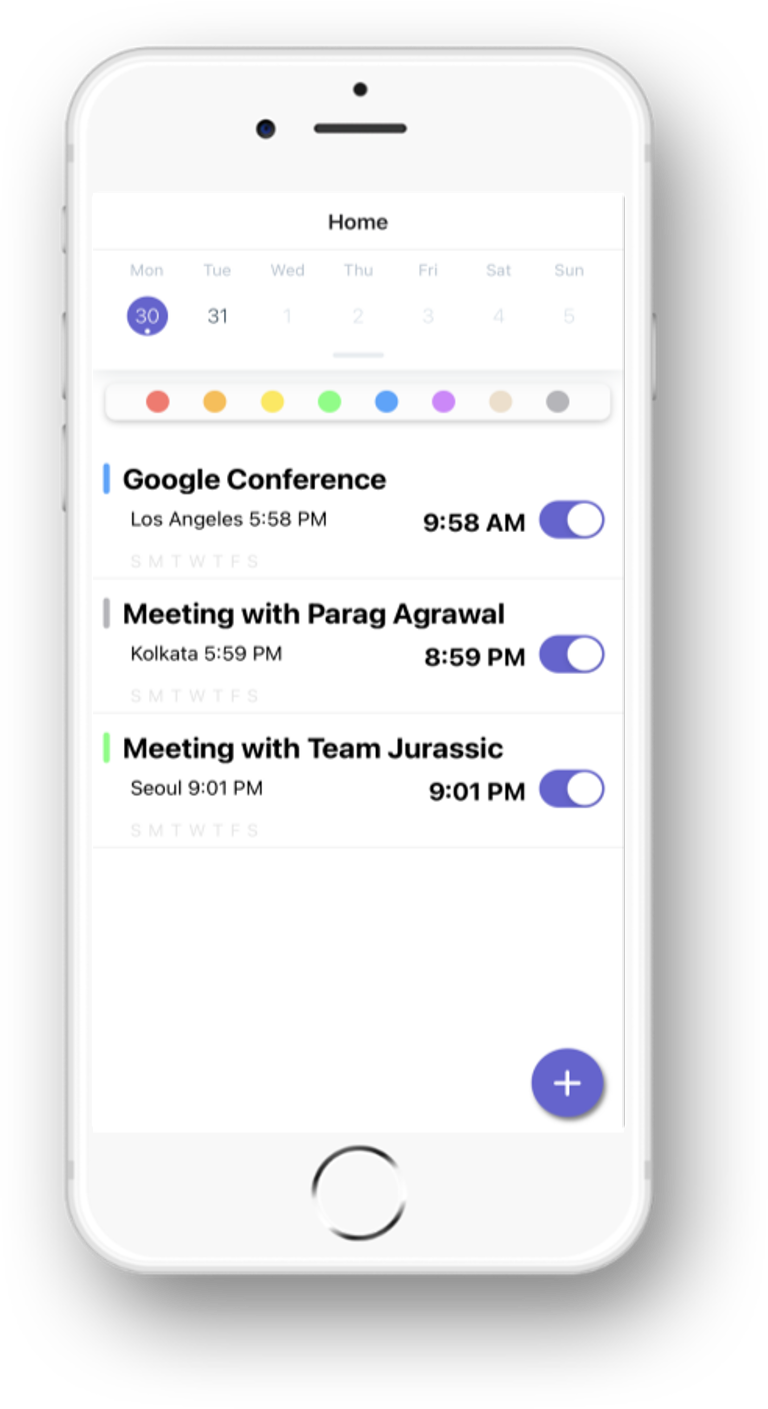 Home
Mon Tue Wed Thu Fri Sat Sun
30 31 1 2 3 4 5
Google Conference
Los Angeles 5:58 PM 9:58 AM
S M T W T F S
Meeting with Parag Agrawal
Kolkata 5:59 PM 8:59 PM
S M T W T F S
Meeting with Team Jurassic
Seoul 9:01 PM 9:01 PM
S M T W T F S
+